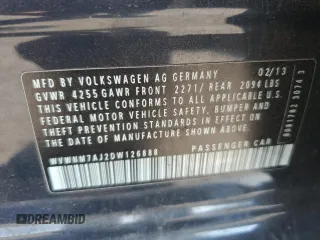 MFD BY VOLKSWAGEN AG GERMANY 02/13
GVWR 4255 GAWR FRONT 2271/ REAR 2094 LBS
THIS VEHICLE CONFORMS TO ALL APPLICABLE U.S.
FEDERAL MOTOR VEHICLE SAFETY, BUMPER AND
THEFT PREVENTION STANDARDS IN EFFECT ON
THE DATE OF MANUFACTURE SHOWN ABOVE
PASSENGER CAR
©DREAMBID